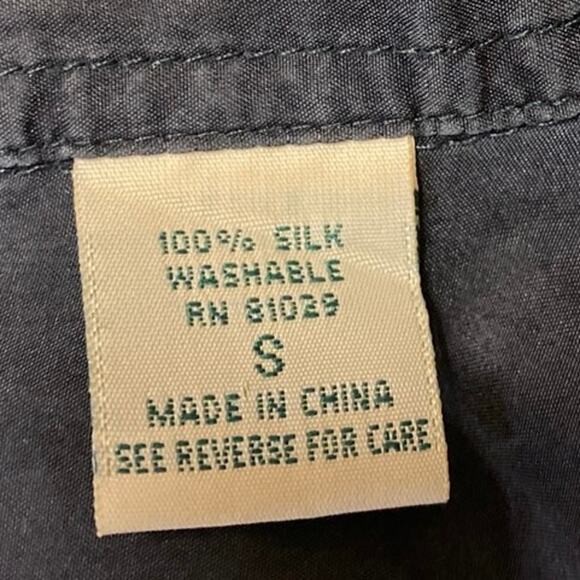 100% SILK
WASHABLE
RN 81029
S
MADE IN CHINA
SEE REVERSE FOR CARE